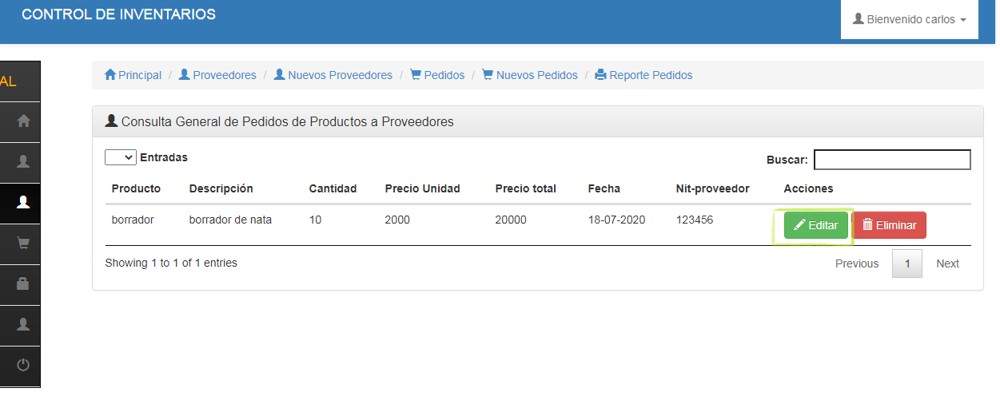 CONTROL DE INVENTARIOS
Bienvenido carlos
AL
Principal / Proveedores / Nuevos Proveedores / Pedidos / Nuevos Pedidos / Reporte Pedidos
Consulta General de Pedidos de Productos a Proveedores
Entradas
Buscar:
Producto Descripción Cantidad Precio Unidad Precio total Fecha Nit-proveedor Acciones
borrador borrador de nata 10 2000 20000 18-07-2020 123456 Editar Eliminar
Showing 1 to 1 of 1 entries
Previous 1 Next